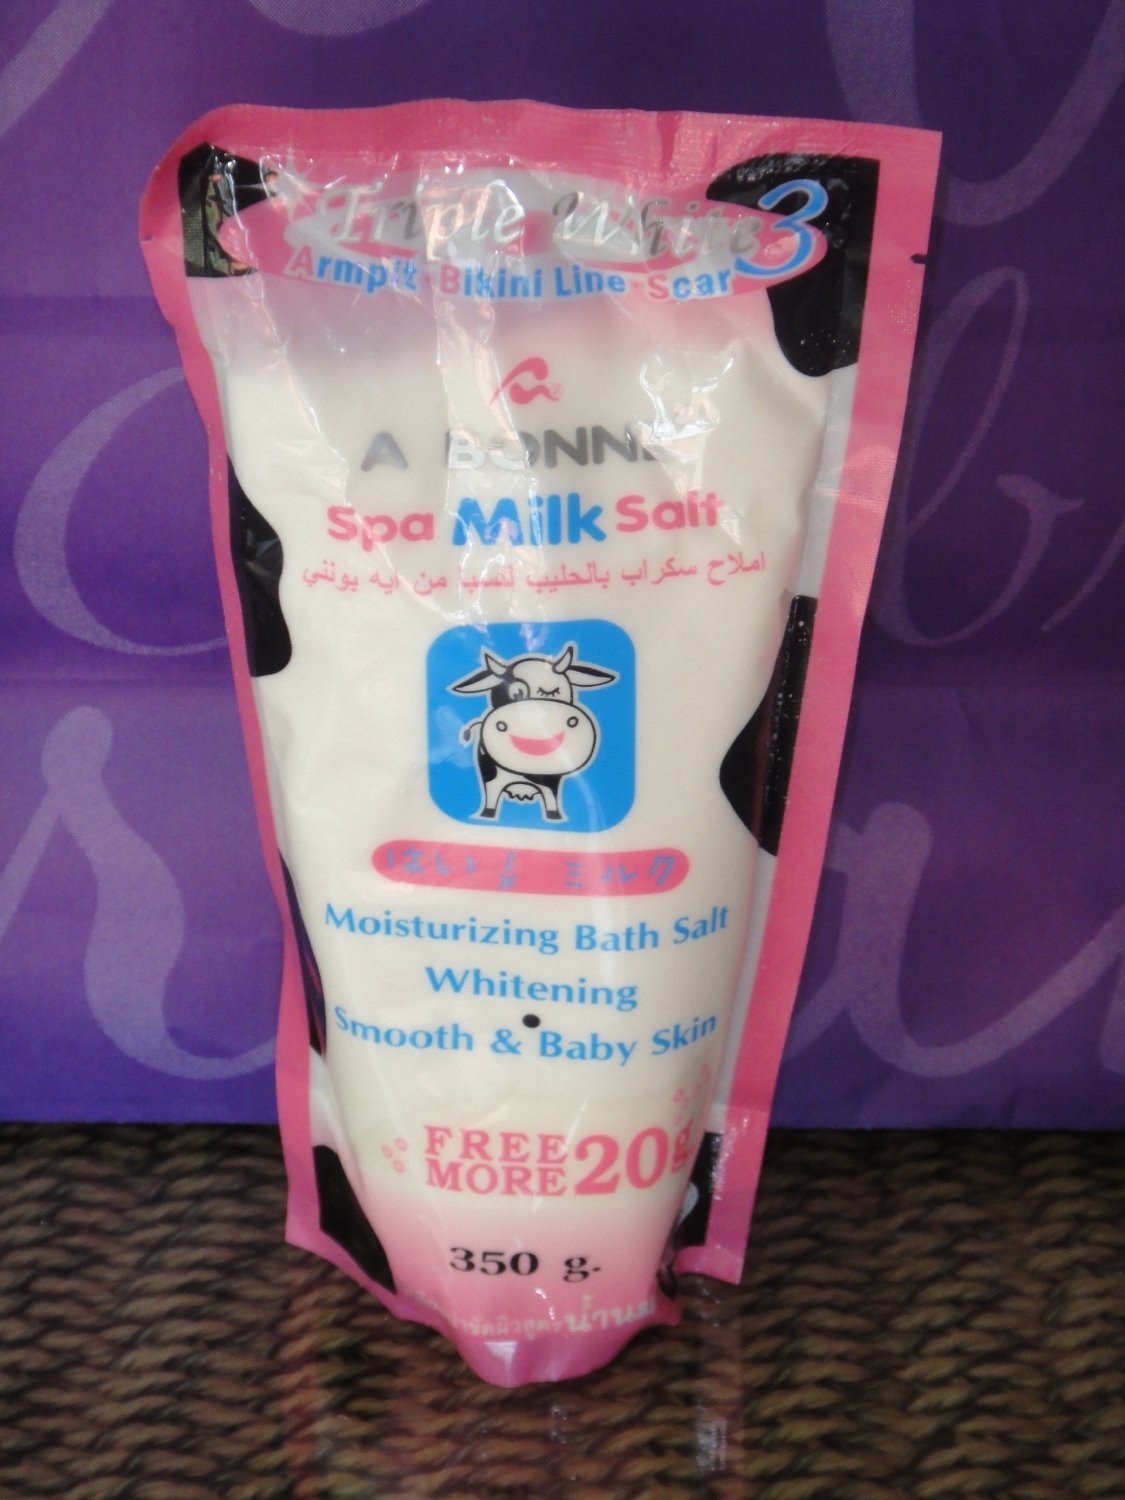 Triple White 3
Armpit · Bikini Line · Scar
A BONNE
Spa Milk Salt
املاح سكراب بالحليب لسبا من ايه بونني
はい
ミルク
Moisturizing Bath Salt
Whitening
Smooth & Baby Skin
FREE
MORE 20g
350 g.